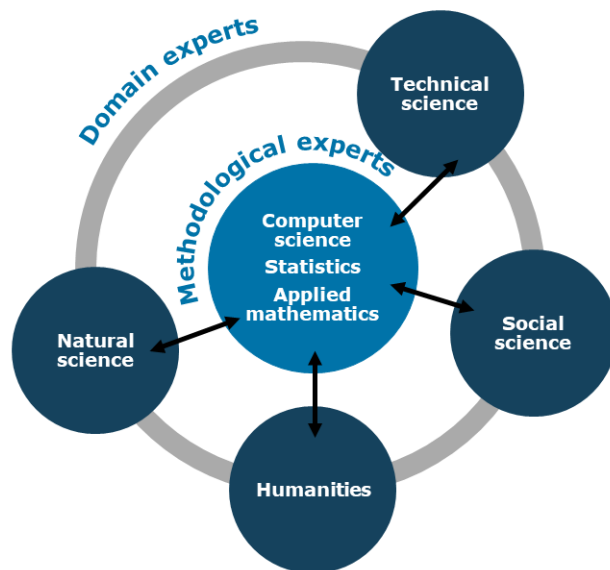 Domain experts
Technical
science
Methodological experts
Computer
science
Statistics
Applied
mathematics
Natural
science
Social
science
Humanities